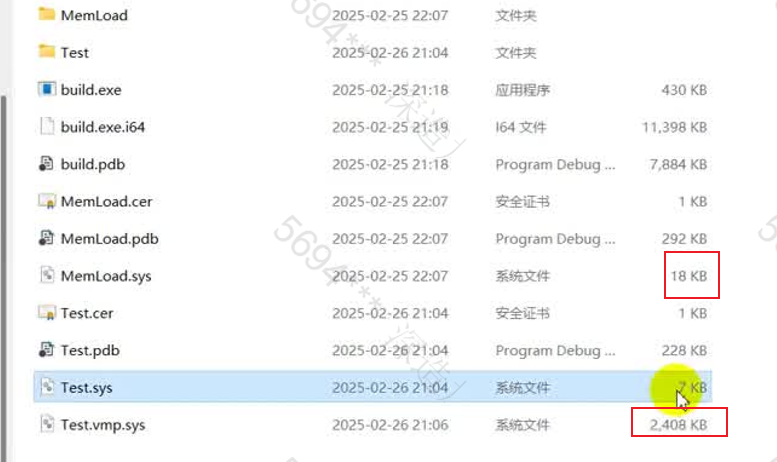 MemLoad 2025-02-25 22:07 文件夹
Test 2025-02-26 21:04 文件夹
build.exe 2025-02-25 21:18 应用程序 430 KB
build.exe.i64 2025-02-25 21:19 I64 文件 11,398 KB
build.pdb 2025-02-25 21:18 Program Debug ... 7,884 KB
MemLoad.cer 2025-02-25 22:07 安全证书 1 KB
MemLoad.pdb 2025-02-25 22:07 Program Debug ... 292 KB
MemLoad.sys 2025-02-25 22:07 系统文件 18 KB
Test.cer 2025-02-26 21:04 安全证书 1 KB
Test.pdb 2025-02-26 21:04 Program Debug ... 228 KB
Test.sys 2025-02-26 21:04 系统文件 7 KB
Test.vmp.sys 2025-02-26 21:06 系统文件 2,408 KB
5694*** 深造
5694*** 深造